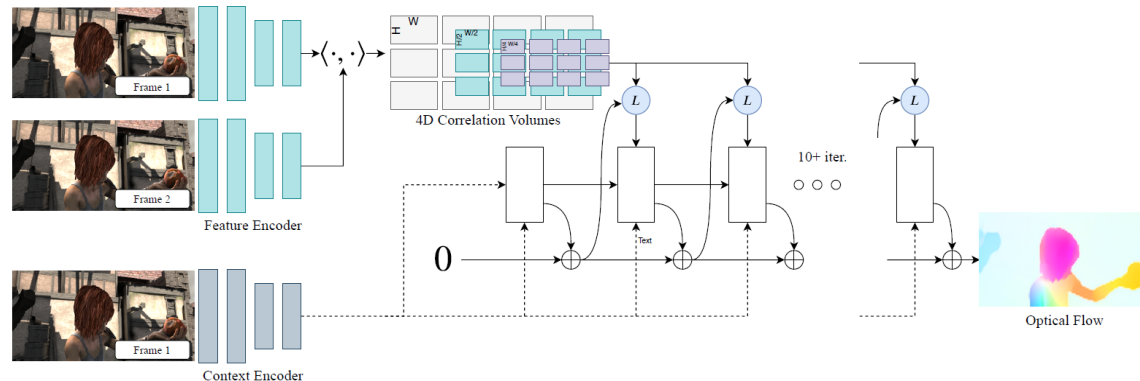 Frame 1
Frame 2
Feature Encoder
Frame 1
Context Encoder
⟨·, ·⟩
H
W
H/2
W/2
H/4
W/4
4D Correlation Volumes
L
L
L
10+ iter.
0
Text
Optical Flow